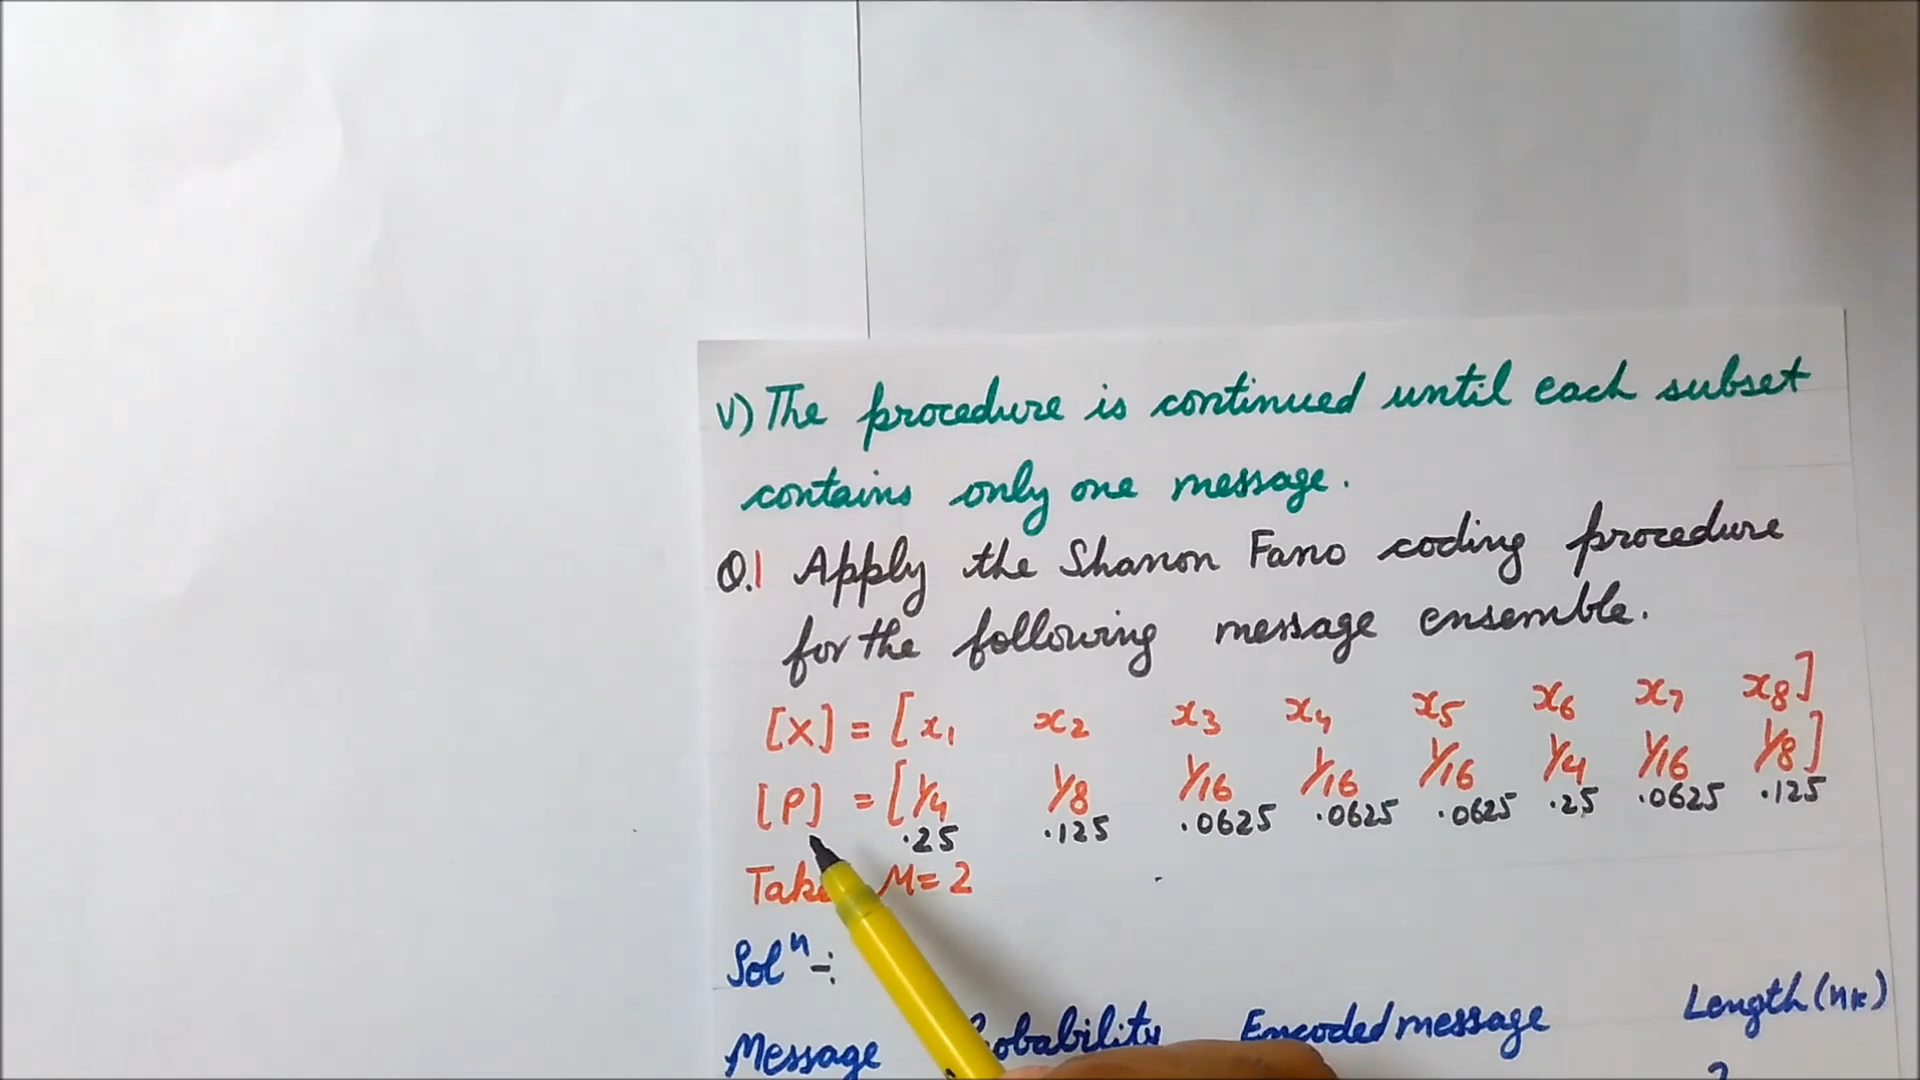 V) The procedure is continued until each subset
contains only one message.
Q.1 Apply the Shanon Fano coding procedure
for the following message ensemble.
[X] = [x1 x2 x3 x4 x5 x6 x7 x8]
[P] = [1/4 1/8 1/16 1/16 1/16 1/4 1/16 1/8]
.25 .125 .0625 .0625 .0625 .25 .0625 .125
Take M=2
Solⁿ-:
Message Encoded message Length (nk)